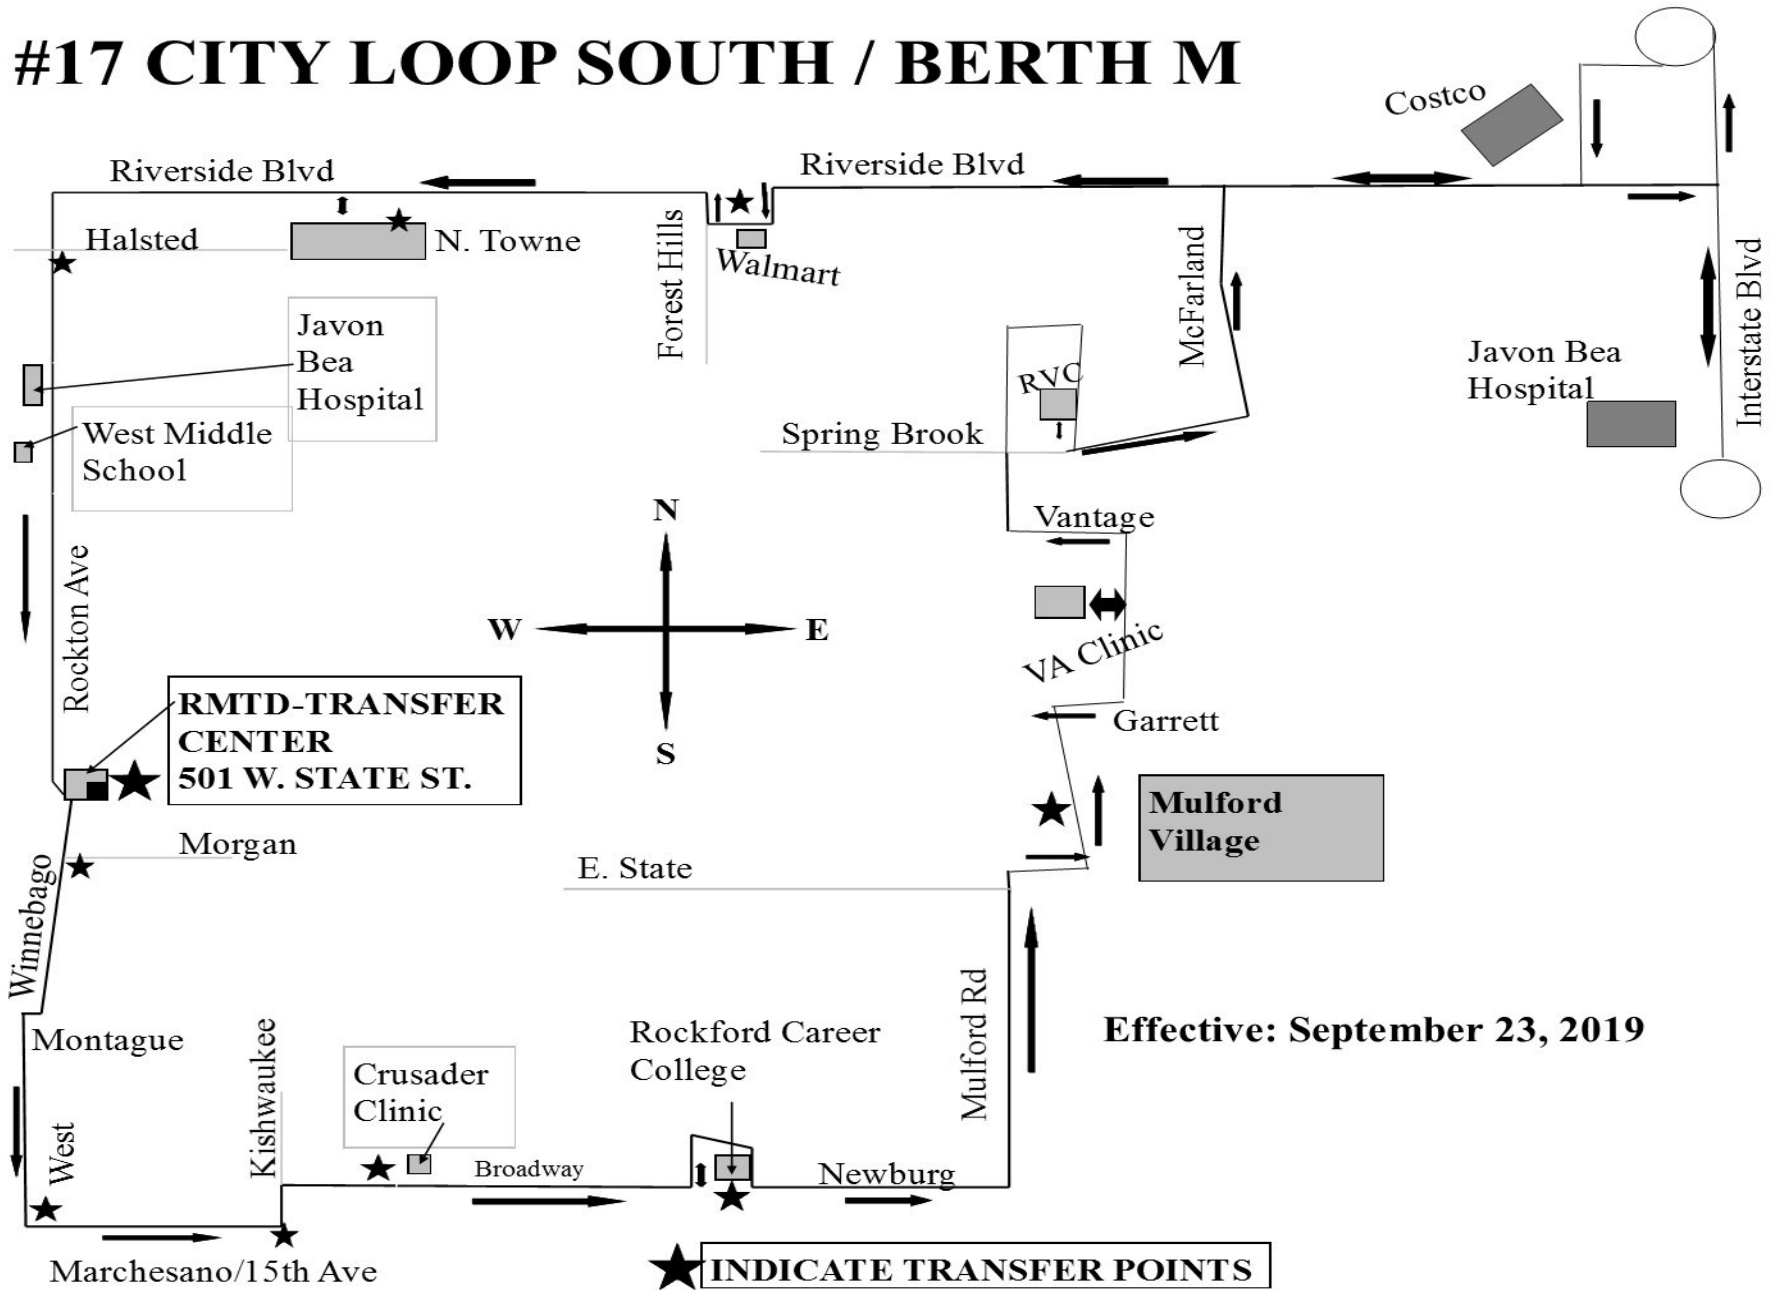 #17 CITY LOOP SOUTH / BERTH M
Costco
Riverside Blvd
Riverside Blvd
Halsted
N. Towne
Forest Hills
Walmart
McFarland
Interstate Blvd
Javon
Bea
Hospital
Javon Bea
Hospital
RVC
West Middle
School
Spring Brook
N
Vantage
Rockton Ave
W
E
VA Clinic
S
RMTD-TRANSFER
CENTER
501 W. STATE ST.
Garrett
Mulford
Village
Morgan
E. State
Winnebago
Montague
Kishwaukee
Rockford Career
College
Mulford Rd
Effective: September 23, 2019
Crusader
Clinic
West
Broadway
Newburg
Marchesano/15th Ave
INDICATE TRANSFER POINTS